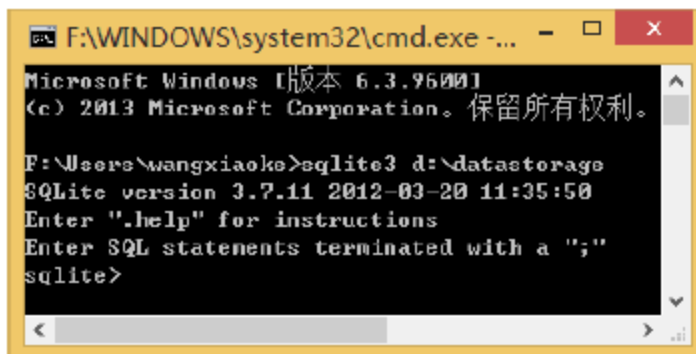 F:\WINDOWS\system32\cmd.exe -...
Microsoft Windows [版本 6.3.9600]
(c) 2013 Microsoft Corporation。保留所有权利。
F:\Users\wangxiaoke>sqlite3 d:\datastorage
SQLite version 3.7.11 2012-03-20 11:35:50
Enter ".help" for instructions
Enter SQL statements terminated with a ";"
sqlite>